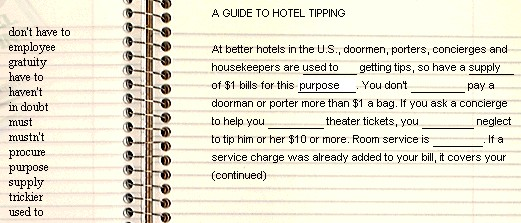 don't have to
employee
gratuity
have to
haven't
in doubt
must
mustn't
procure
purpose
supply
trickier
used to
A GUIDE TO HOTEL TIPPING
At better hotels in the U.S., doormen, porters, concierges and
housekeepers are used to getting tips, so have a supply
of $1 bills for this purpose. You don't ________ pay a
doorman or porter more than $1 a bag. If you ask a concierge
to help you ________ theater tickets, you ________ neglect
to tip him or her $10 or more. Room service is ________. If a
service charge was already added to your bill, it covers your
(continued)